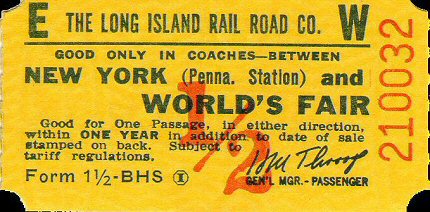 E THE LONG ISLAND RAIL ROAD CO. W
GOOD ONLY IN COACHES—BETWEEN
NEW YORK (Penna. Station) and
WORLD'S FAIR
Good for One Passage, in either direction,
within ONE YEAR in addition to date of sale
stamped on back. Subject to
tariff regulations.
Form 1½-BHS I
GEN'L MGR.-PASSENGER
1/2
210032